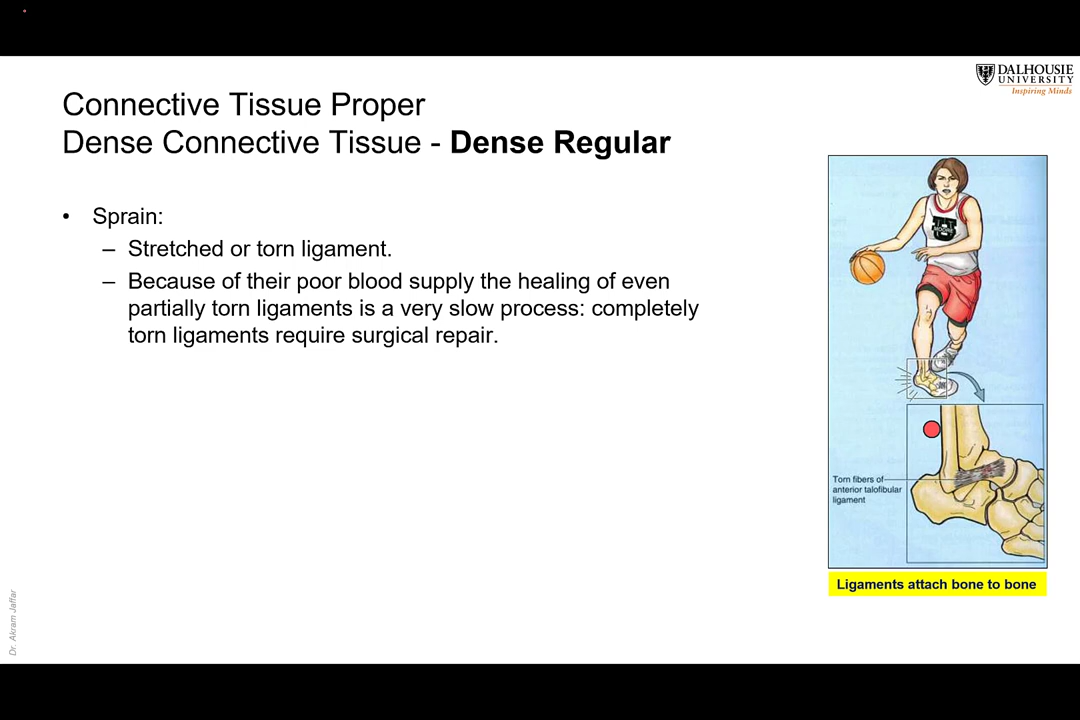 DALHOUSIE
UNIVERSITY
Inspiring Minds
Connective Tissue Proper
Dense Connective Tissue - Dense Regular
• Sprain:
– Stretched or torn ligament.
– Because of their poor blood supply the healing of even
partially torn ligaments is a very slow process: completely
torn ligaments require surgical repair.
U
Torn fibers of
anterior talofibular
ligament
Ligaments attach bone to bone
Dr. Akram Jaffar